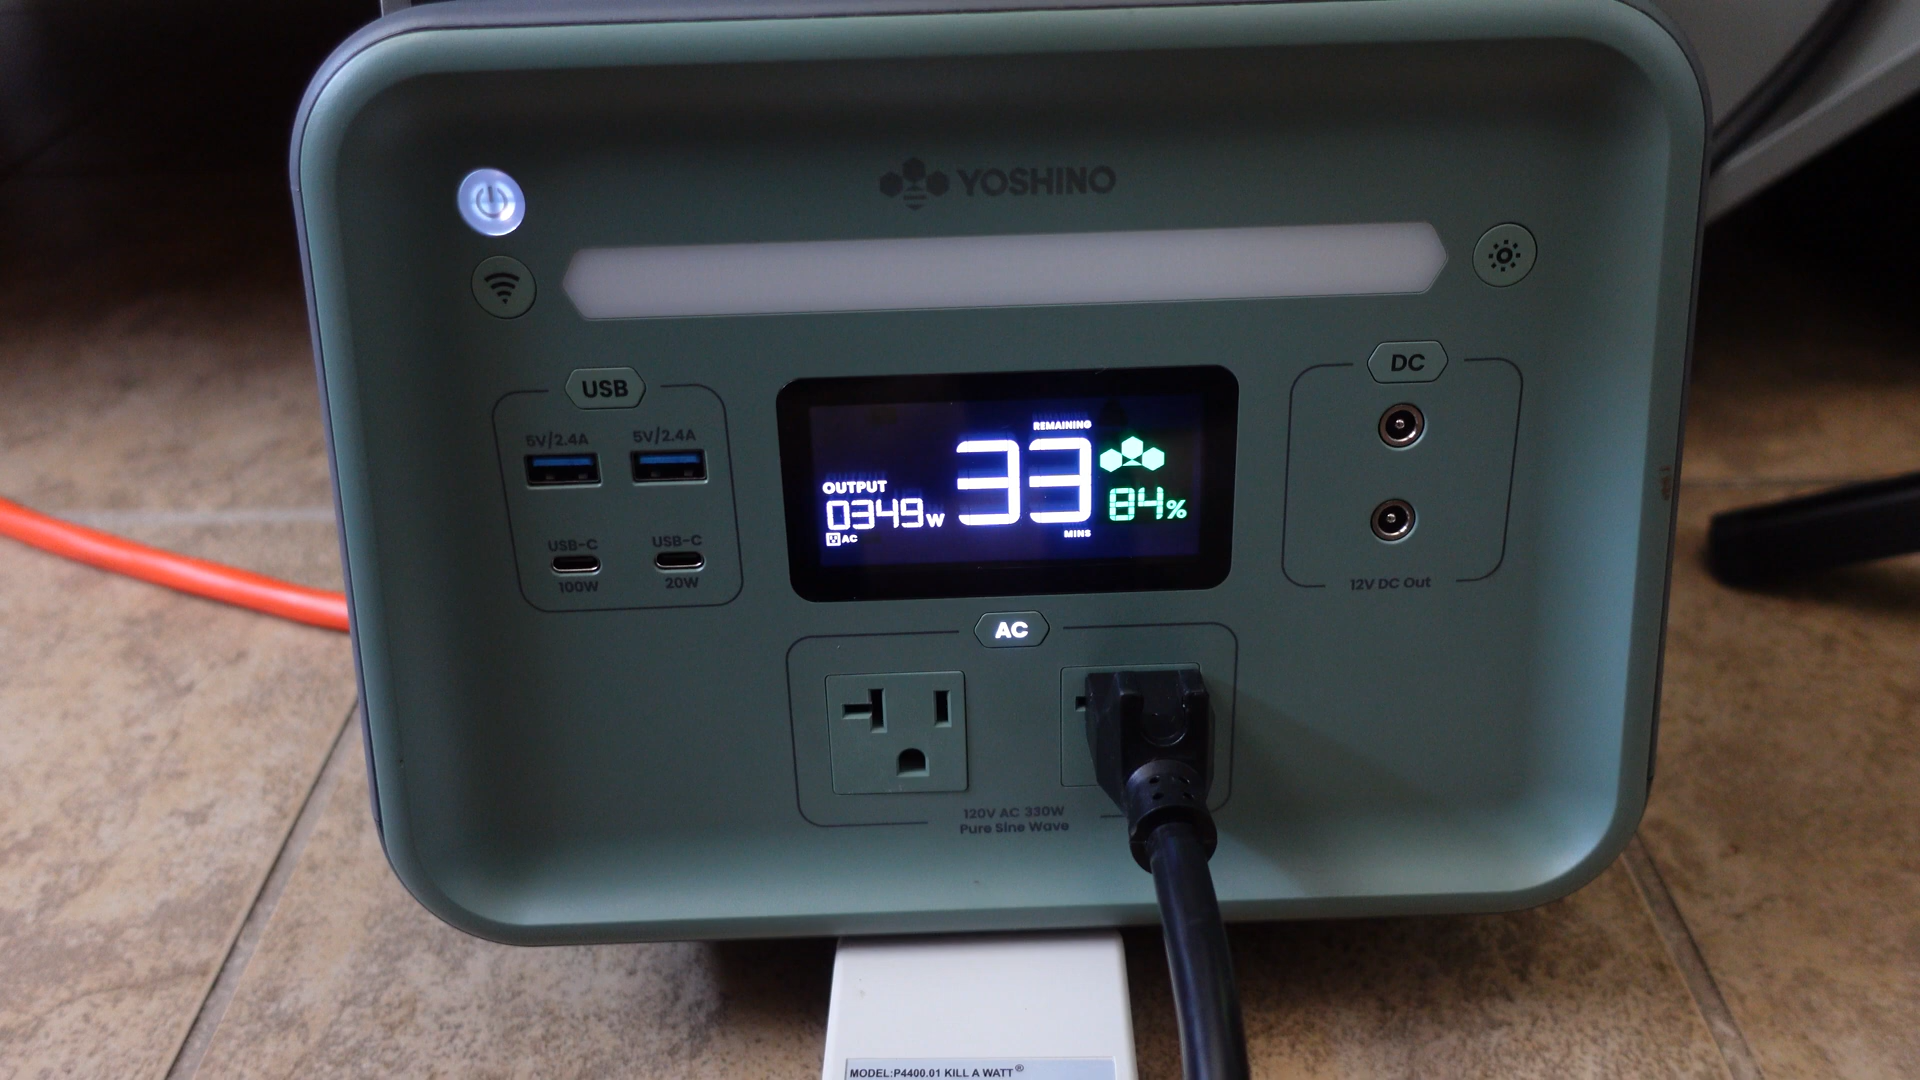 YOSHINO
USB
5V/2.4A 5V/2.4A
USB-C USB-C
100W 20W
REMAINING
OUTPUT
0349W
33
84%
AC
MINS
DC
12V DC Out
AC
120V AC 330W
Pure Sine Wave
MODEL:P4400.01 KILL A WATT®